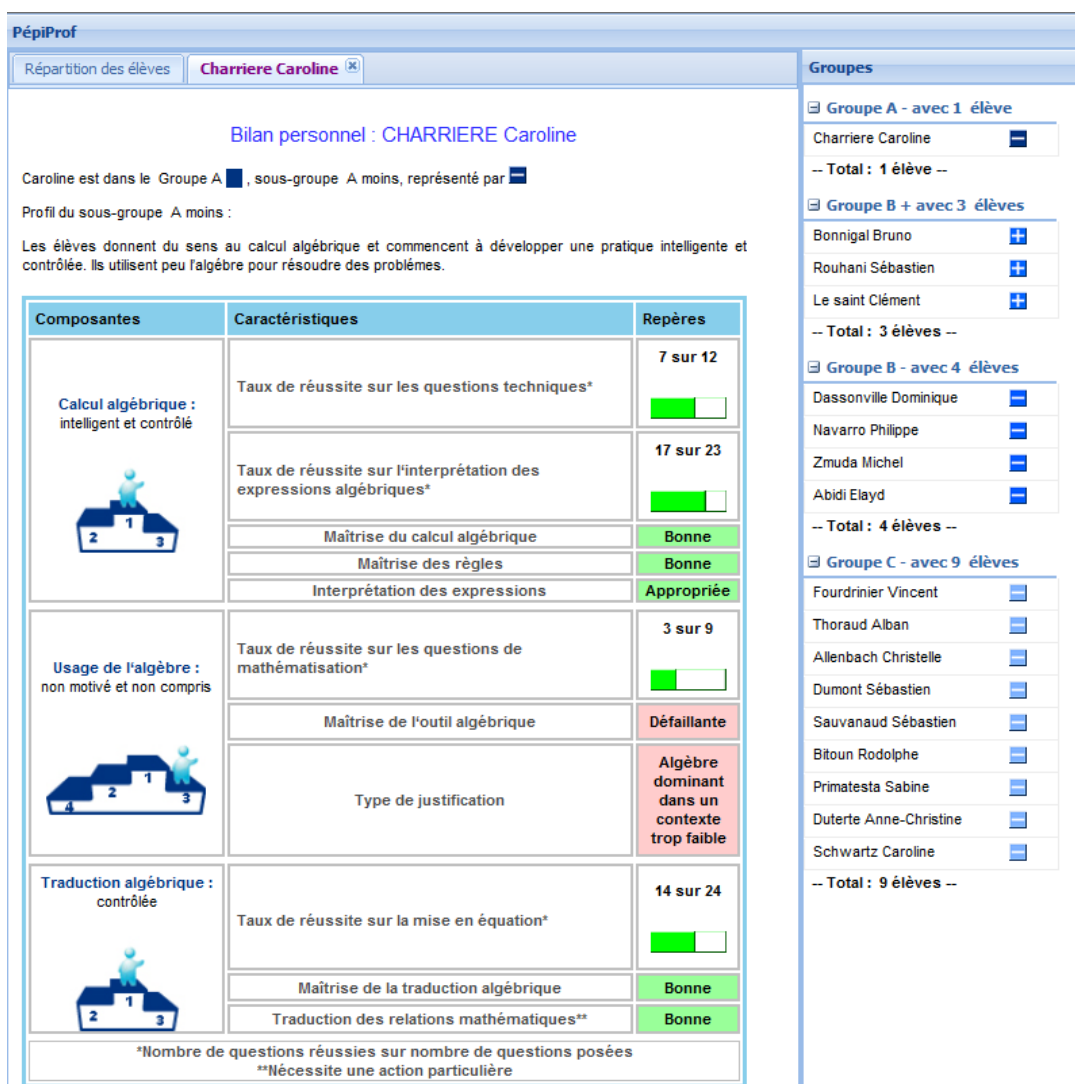 PépiProf
Répartition des élèves
Charriere Caroline
Bilan personnel : CHARRIERE Caroline
Caroline est dans le Groupe A , sous-groupe A moins, représenté par
Profil du sous-groupe A moins :
Les élèves donnent du sens au calcul algébrique et commencent à développer une pratique intelligente et
contrôlée. Ils utilisent peu l'algèbre pour résoudre des problémes.
Composantes Caractéristiques Repères
Calcul algébrique :
intelligent et contrôlé
2 1 3
Taux de réussite sur les questions techniques*
7 sur 12
Taux de réussite sur l'interprétation des
expressions algébriques*
17 sur 23
Maîtrise du calcul algébrique Bonne
Maîtrise des règles Bonne
Interprétation des expressions Appropriée
Usage de l'algèbre :
non motivé et non compris
4 2 1 3
Taux de réussite sur les questions de
mathématisation*
3 sur 9
Maîtrise de l'outil algébrique Défaillante
Type de justification
Algèbre
dominant
dans un
contexte
trop faible
Traduction algébrique :
contrôlée
2 1 3
Taux de réussite sur la mise en équation*
14 sur 24
Maîtrise de la traduction algébrique Bonne
Traduction des relations mathématiques** Bonne
*Nombre de questions réussies sur nombre de questions posées
**Nécessite une action particulière
Groupes
Groupe A - avec 1 élève
Charriere Caroline
-- Total : 1 élève --
Groupe B + avec 3 élèves
Bonnigal Bruno
Rouhani Sébastien
Le saint Clément
-- Total : 3 élèves --
Groupe B - avec 4 élèves
Dassonville Dominique
Navarro Philippe
Zmuda Michel
Abidi Elayd
-- Total : 4 élèves --
Groupe C - avec 9 élèves
Fourdrinier Vincent
Thoraud Alban
Allenbach Christelle
Dumont Sébastien
Sauvanaud Sébastien
Bitoun Rodolphe
Primatesta Sabine
Duterte Anne-Christine
Schwartz Caroline
-- Total : 9 élèves --